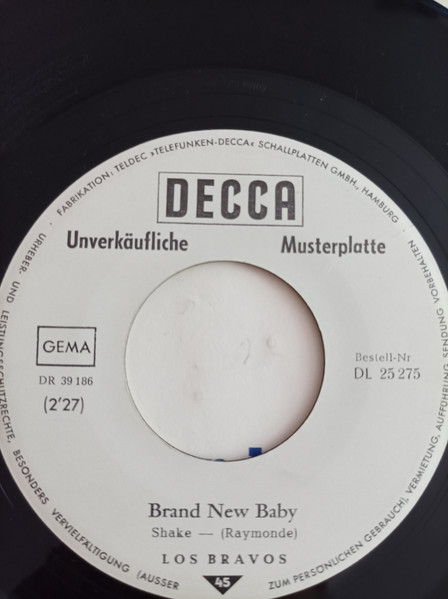 FABRIKATION: TELDEC »TELEFUNKEN-DECCA« SCHALLPLATTEN GMBH., HAMBURG
DECCA
Unverkäufliche Musterplatte
GEMA
DR 39 186
(2'27)
Bestell-Nr
DL 25 275
Brand New Baby
Shake — (Raymonde)
LOS BRAVOS
45
URHEBER- UND LEISTUNGSSCHUTZRECHTE, BESONDERS VERVIELFÄLTIGUNG (AUSSER ZUM PERSÖNLICHEN GEBRAUCH), VERMIETUNG, AUFFÜHRUNG, SENDUNG VORBEHALTEN